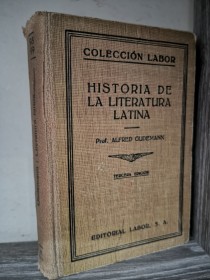 COLECCIÓN LABOR
HISTORIA DE
LA LITERATURA
LATINA
Prof. ALFRED GUDEMANN
TERCERA EDICIÓN
EDITORIAL LABOR, S. A.